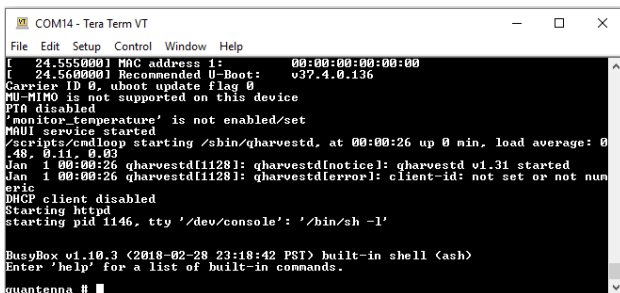 COM14 - Tera Term VT
File Edit Setup Control Window Help
[   24.555000] MAC address 1:          00:00:00:00:00:00
[   24.560000] Recommended U-Boot:     v37.4.0.136
Carrier ID 0, uboot update flag 0
MU-MIMO is not supported on this device
PTA disabled
'monitor_temperature' is not enabled/set
MAUI service started
/scripts/cmdloop starting /sbin/qharvestd, at 00:00:26 up 0 min, load average: 0
.48, 0.11, 0.03
Jan  1 00:00:26 qharvestd[1128]: qharvestd[notice]: qharvestd v1.31 started
Jan  1 00:00:26 qharvestd[1128]: qharvestd[error]: client-id: not set or not num
eric
DHCP client disabled
Starting httpd
starting pid 1146, tty '/dev/console': '/bin/sh -l'
BusyBox v1.10.3 (2018-02-28 23:18:42 PST) built-in shell (ash)
Enter 'help' for a list of built-in commands.
quantenna #